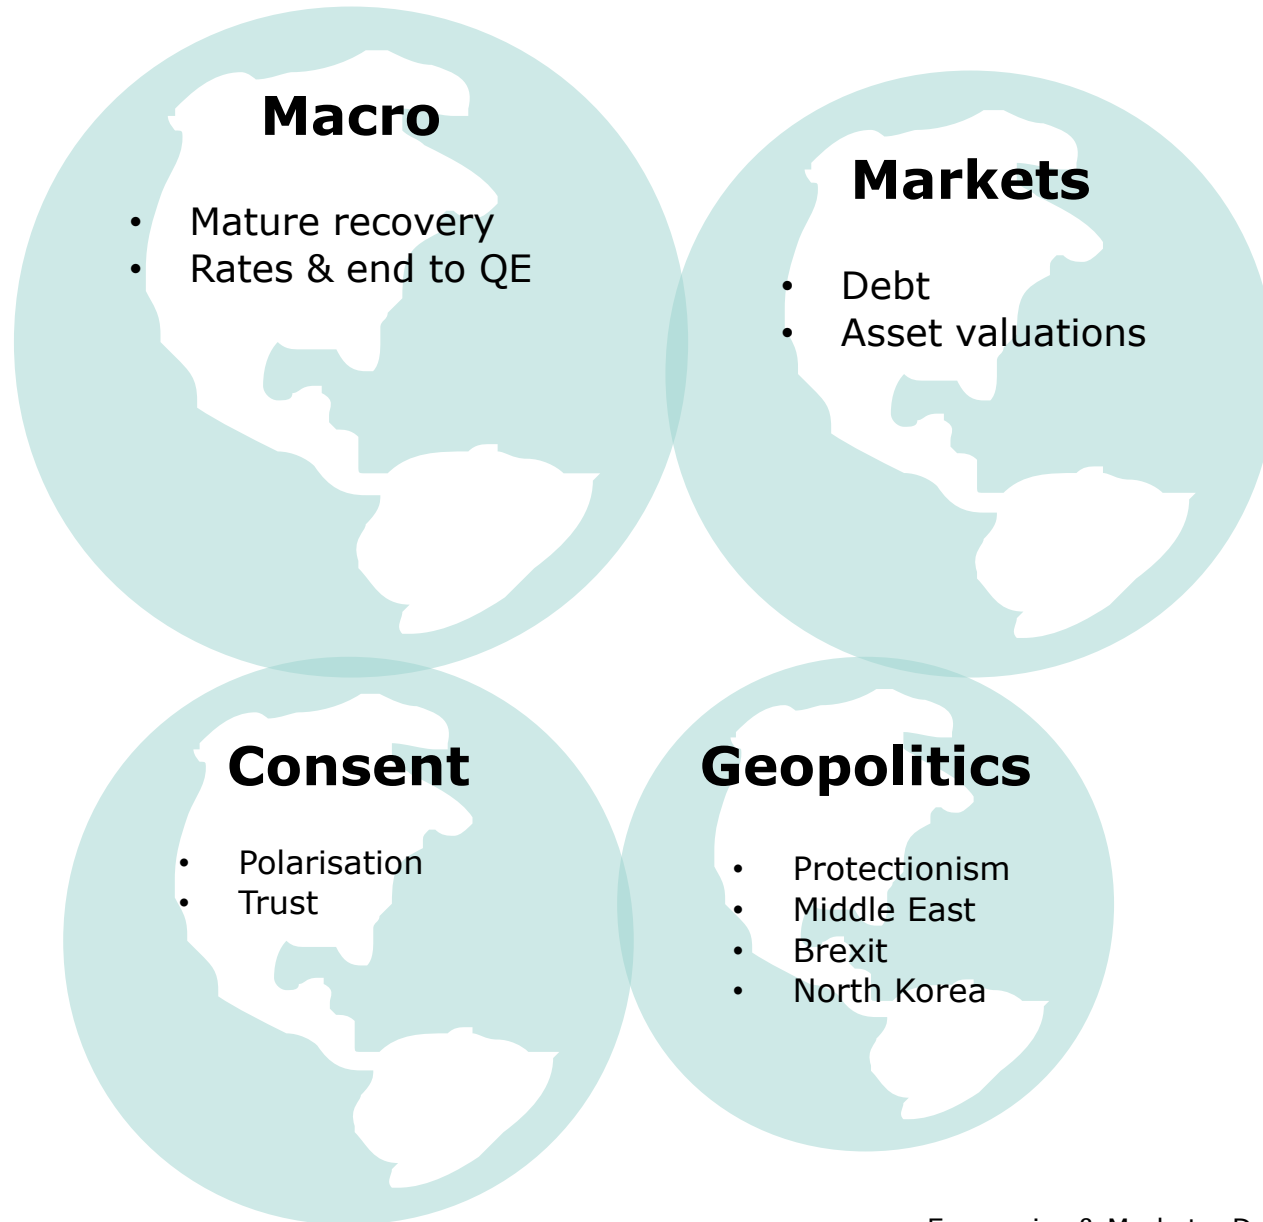 Macro
• Mature recovery
• Rates & end to QE
Markets
• Debt
• Asset valuations
Consent
• Polarisation
• Trust
Geopolitics
• Protectionism
• Middle East
• Brexit
• North Korea